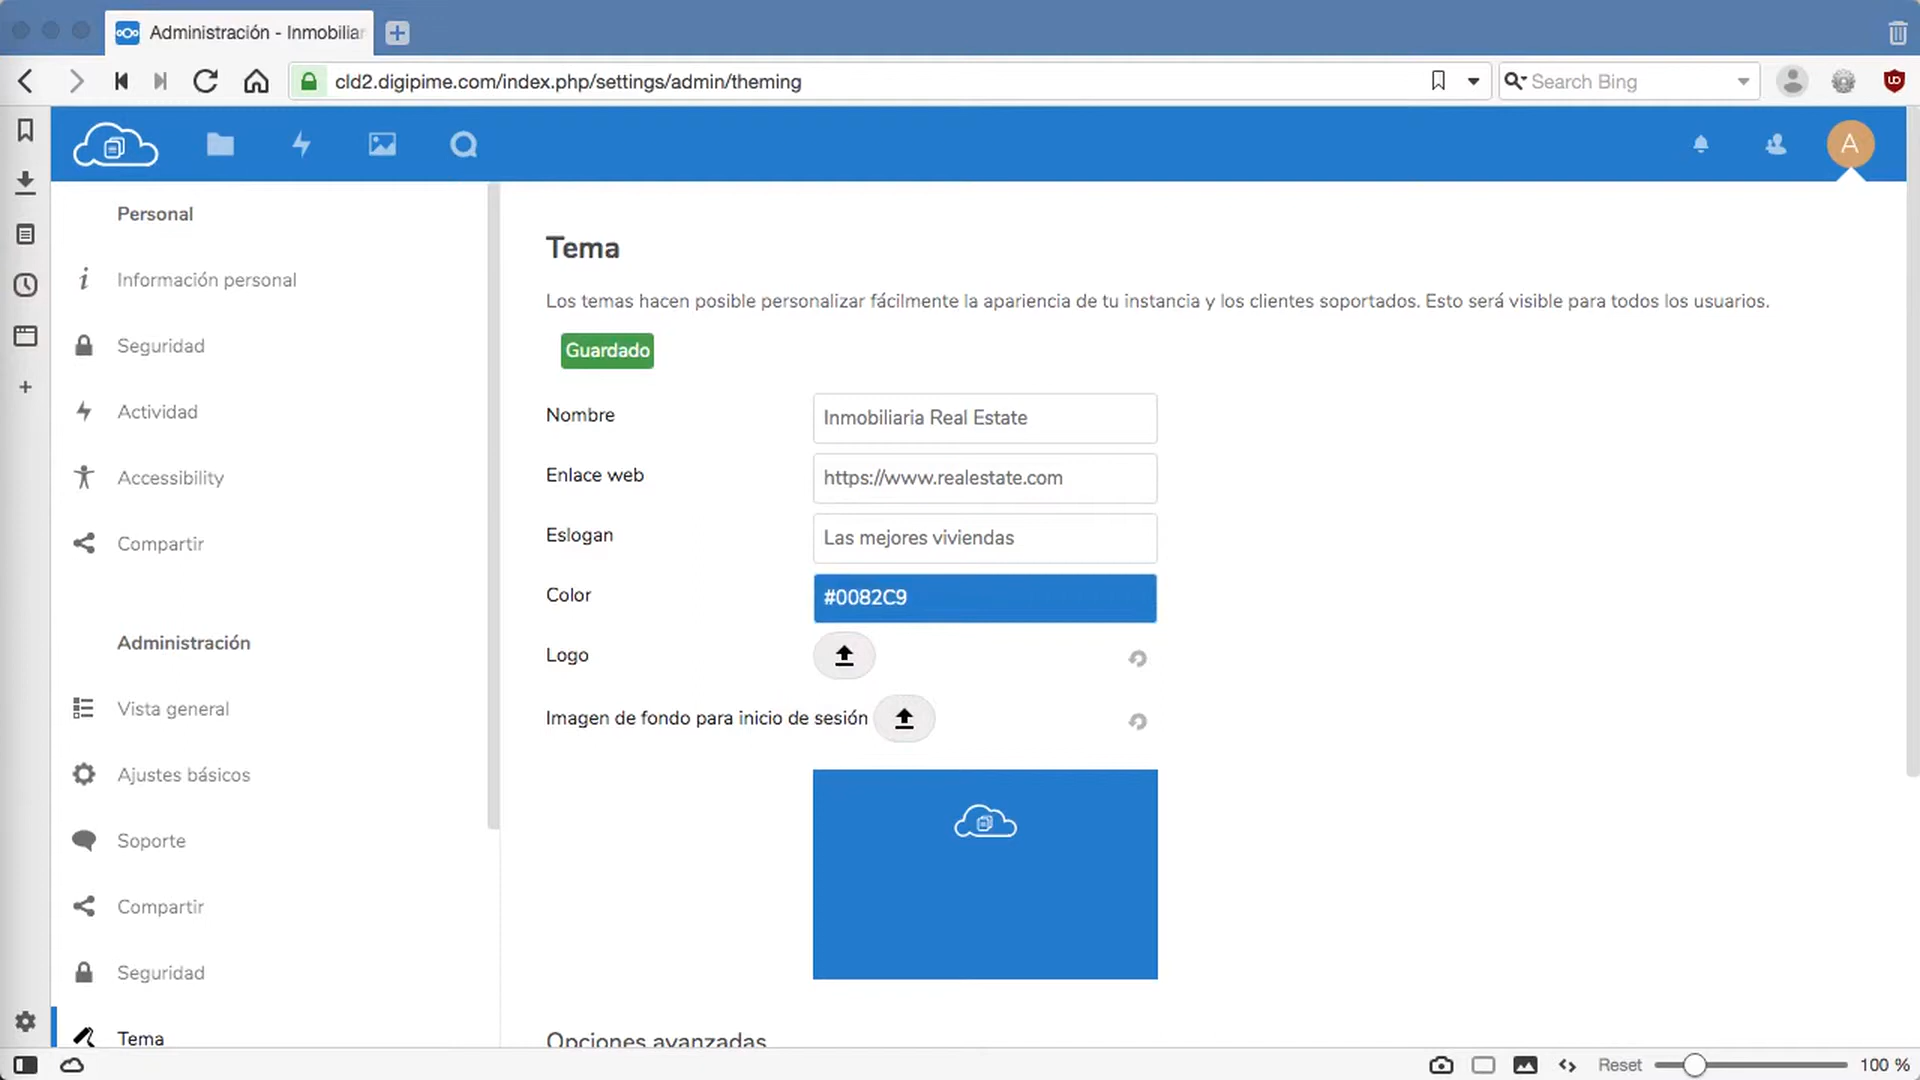 Administración - Inmobiliar
cld2.digipime.com/index.php/settings/admin/theming
Search Bing
A
Personal
Información personal
Seguridad
Actividad
Accessibility
Compartir
Administración
Vista general
Ajustes básicos
Soporte
Compartir
Seguridad
Tema
Tema
Los temas hacen posible personalizar fácilmente la apariencia de tu instancia y los clientes soportados. Esto será visible para todos los usuarios.
Guardado
Nombre
Inmobiliaria Real Estate
Enlace web
https://www.realestate.com
Eslogan
Las mejores viviendas
Color
#0082C9
Logo
Imagen de fondo para inicio de sesión
Opciones avanzadas
Reset
100 %